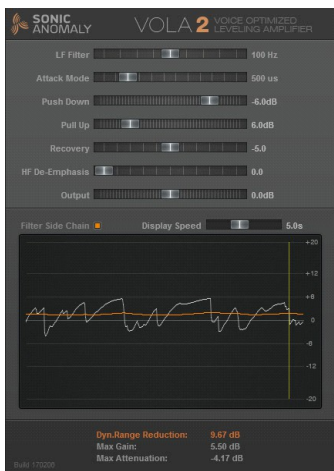 SONIC ANOMALY
VOLA 2 VOICE OPTIMIZED LEVELING AMPLIFIER
LF Filter 100 Hz
Attack Mode 500 us
Push Down -6.0dB
Pull Up 6.0dB
Recovery -5.0
HF De-Emphasis 0.0
Output 0.0dB
Filter Side Chain Display Speed 5.0s
+20
+12
+6
0
-6
-12
-20
Dyn.Range Reduction: 9.67 dB
Max Gain: 5.50 dB
Max Attenuation: -4.17 dB
Build 170206